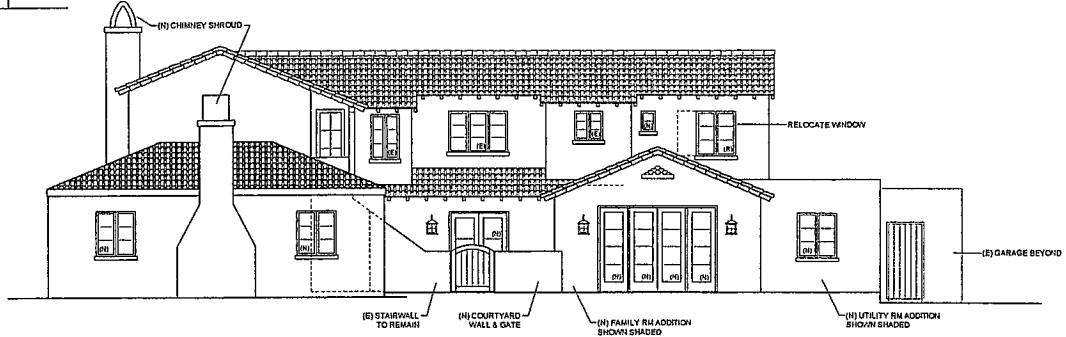 (N) CHIMNEY SHROUD
RELOCATE WINDOW
(E)
(E)
(E)
(N)
(R)
(N)
(N)
(N)
(N)
(N)
(N)
(N)
(N)
(E) GARAGE BEYOND
(E) STAIRWALL
TO REMAIN
(N) COURTYARD
WALL & GATE
(N) FAMILY RM ADDITION
SHOWN SHADED
(N) UTILITY RM ADDITION
SHOWN SHADED